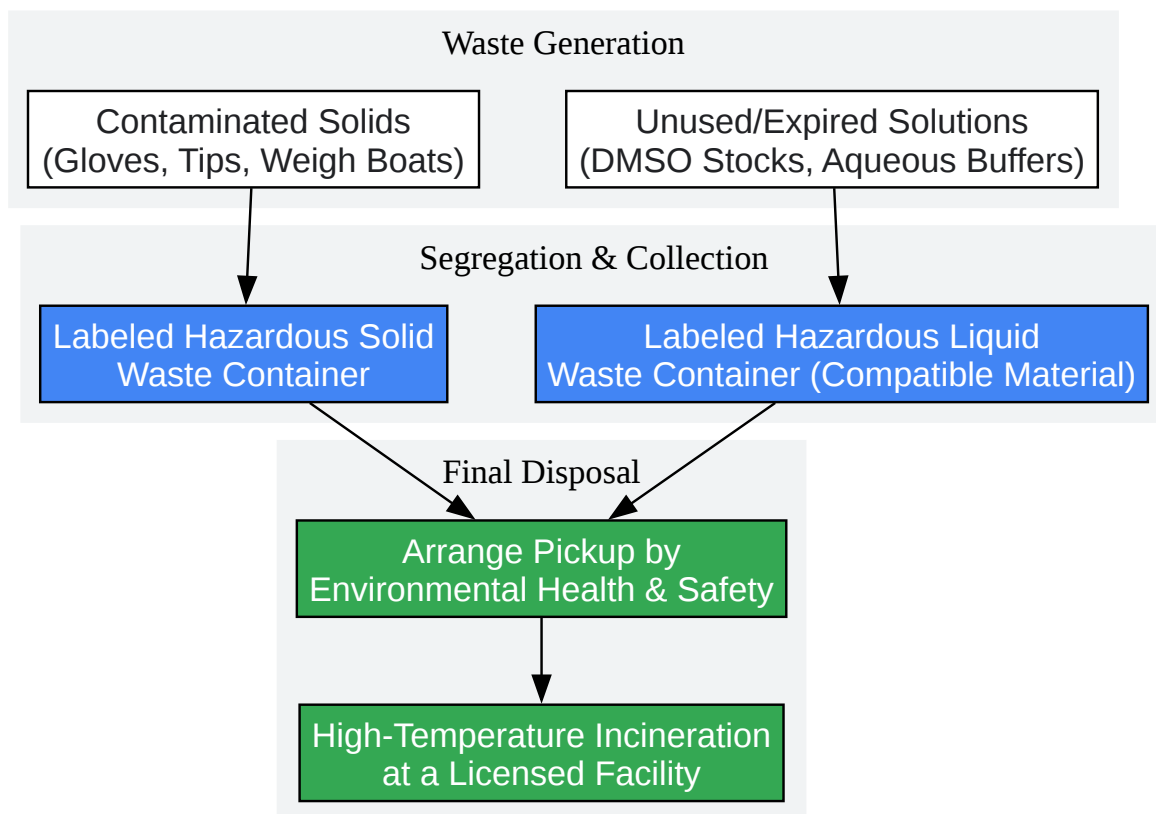 Waste Generation
Contaminated Solids
(Gloves, Tips, Weigh Boats)
Unused/Expired Solutions
(DMSO Stocks, Aqueous Buffers)
Segregation & Collection
Labeled Hazardous Solid
Waste Container
Labeled Hazardous Liquid
Waste Container (Compatible Material)
Final Disposal
Arrange Pickup by
Environmental Health & Safety
High-Temperature Incineration
at a Licensed Facility